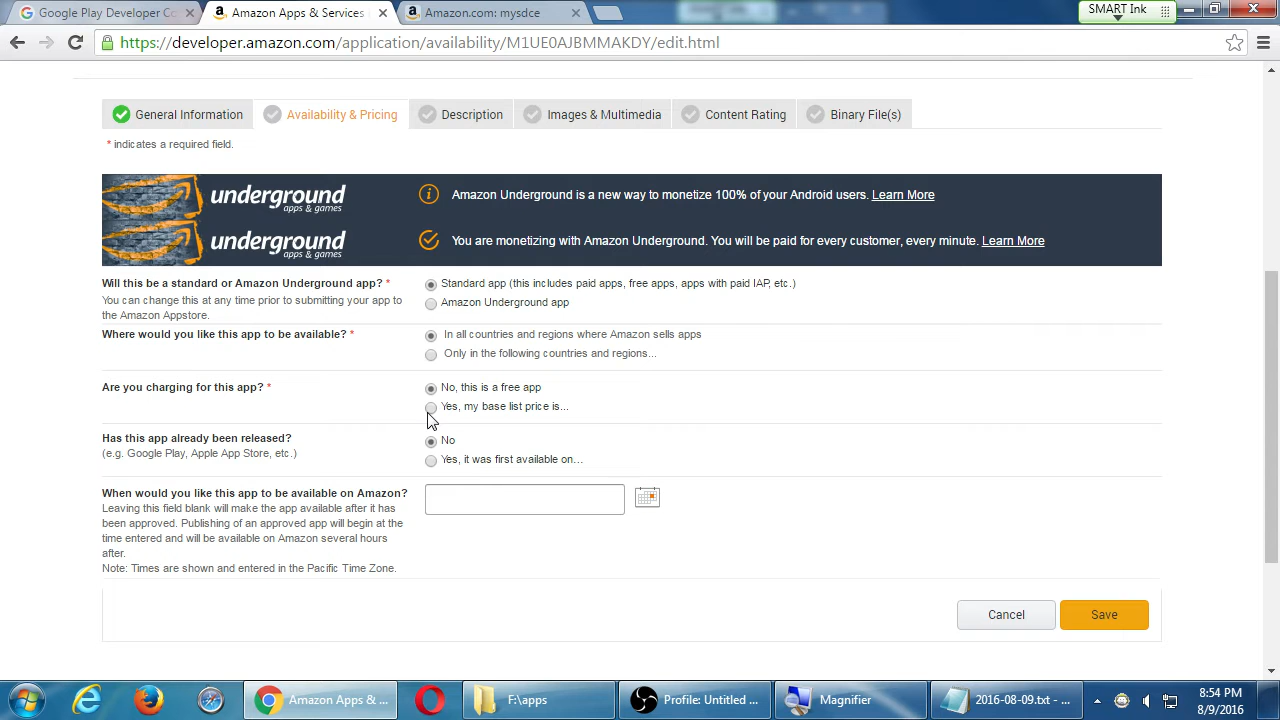 Google Play Developer Co
Amazon Apps & Services
Amazon.com: mysdce
SMART Ink
https://developer.amazon.com/application/availability/M1UE0AJBMMAKDY/edit.html
General Information
Availability & Pricing
Description
Images & Multimedia
Content Rating
Binary File(s)
* indicates a required field.
underground
apps & games
Amazon Underground is a new way to monetize 100% of your Android users. Learn More
underground
apps & games
You are monetizing with Amazon Underground. You will be paid for every customer, every minute. Learn More
Will this be a standard or Amazon Underground app? *
You can change this at any time prior to submitting your app to
the Amazon Appstore.
Standard app (this includes paid apps, free apps, apps with paid IAP, etc.)
Amazon Underground app
Where would you like this app to be available? *
In all countries and regions where Amazon sells apps
Only in the following countries and regions...
Are you charging for this app? *
No, this is a free app
Yes, my base list price is...
Has this app already been released?
(e.g. Google Play, Apple App Store, etc.)
No
Yes, it was first available on...
When would you like this app to be available on Amazon?
Leaving this field blank will make the app available after it has
been approved. Publishing of an approved app will begin at the
time entered and will be available on Amazon several hours
after.
Note: Times are shown and entered in the Pacific Time Zone.
Cancel
Save
Amazon Apps & ...
F:\apps
Profile: Untitled ...
Magnifier
2016-08-09.txt - ...
8:54 PM
8/9/2016